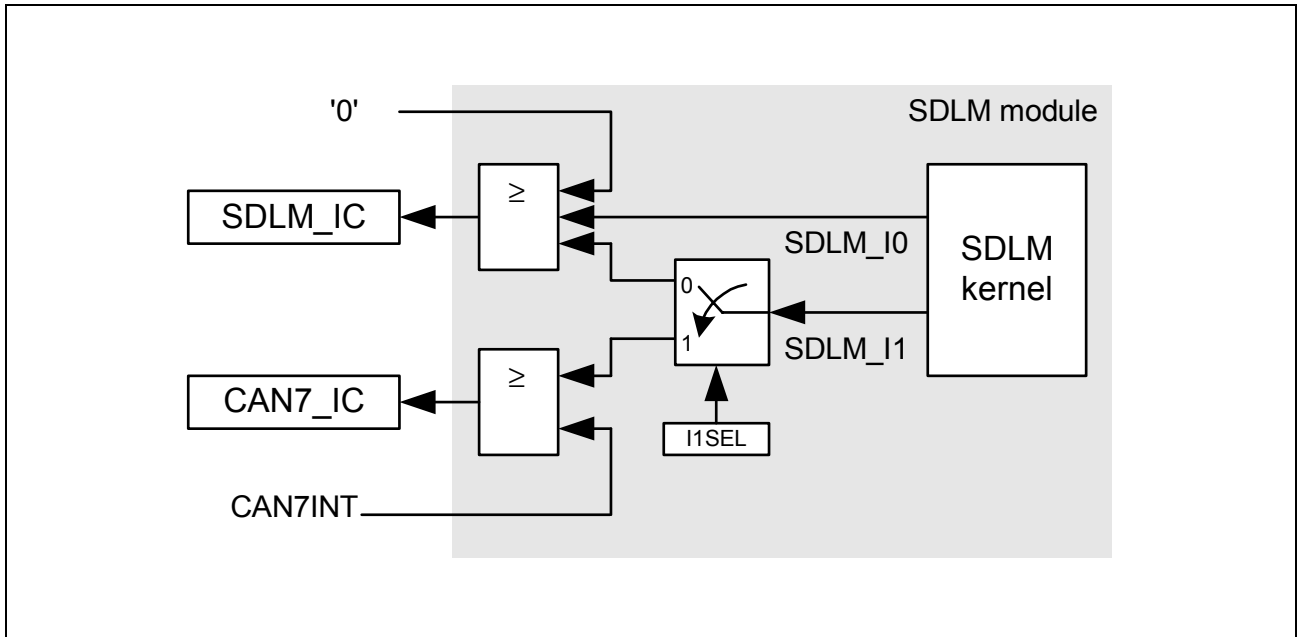 '0'
SDLM module
≥
SDLM_IC
SDLM_I0
SDLM
kernel
0
1
SDLM_I1
≥
CAN7_IC
I1SEL
CAN7INT